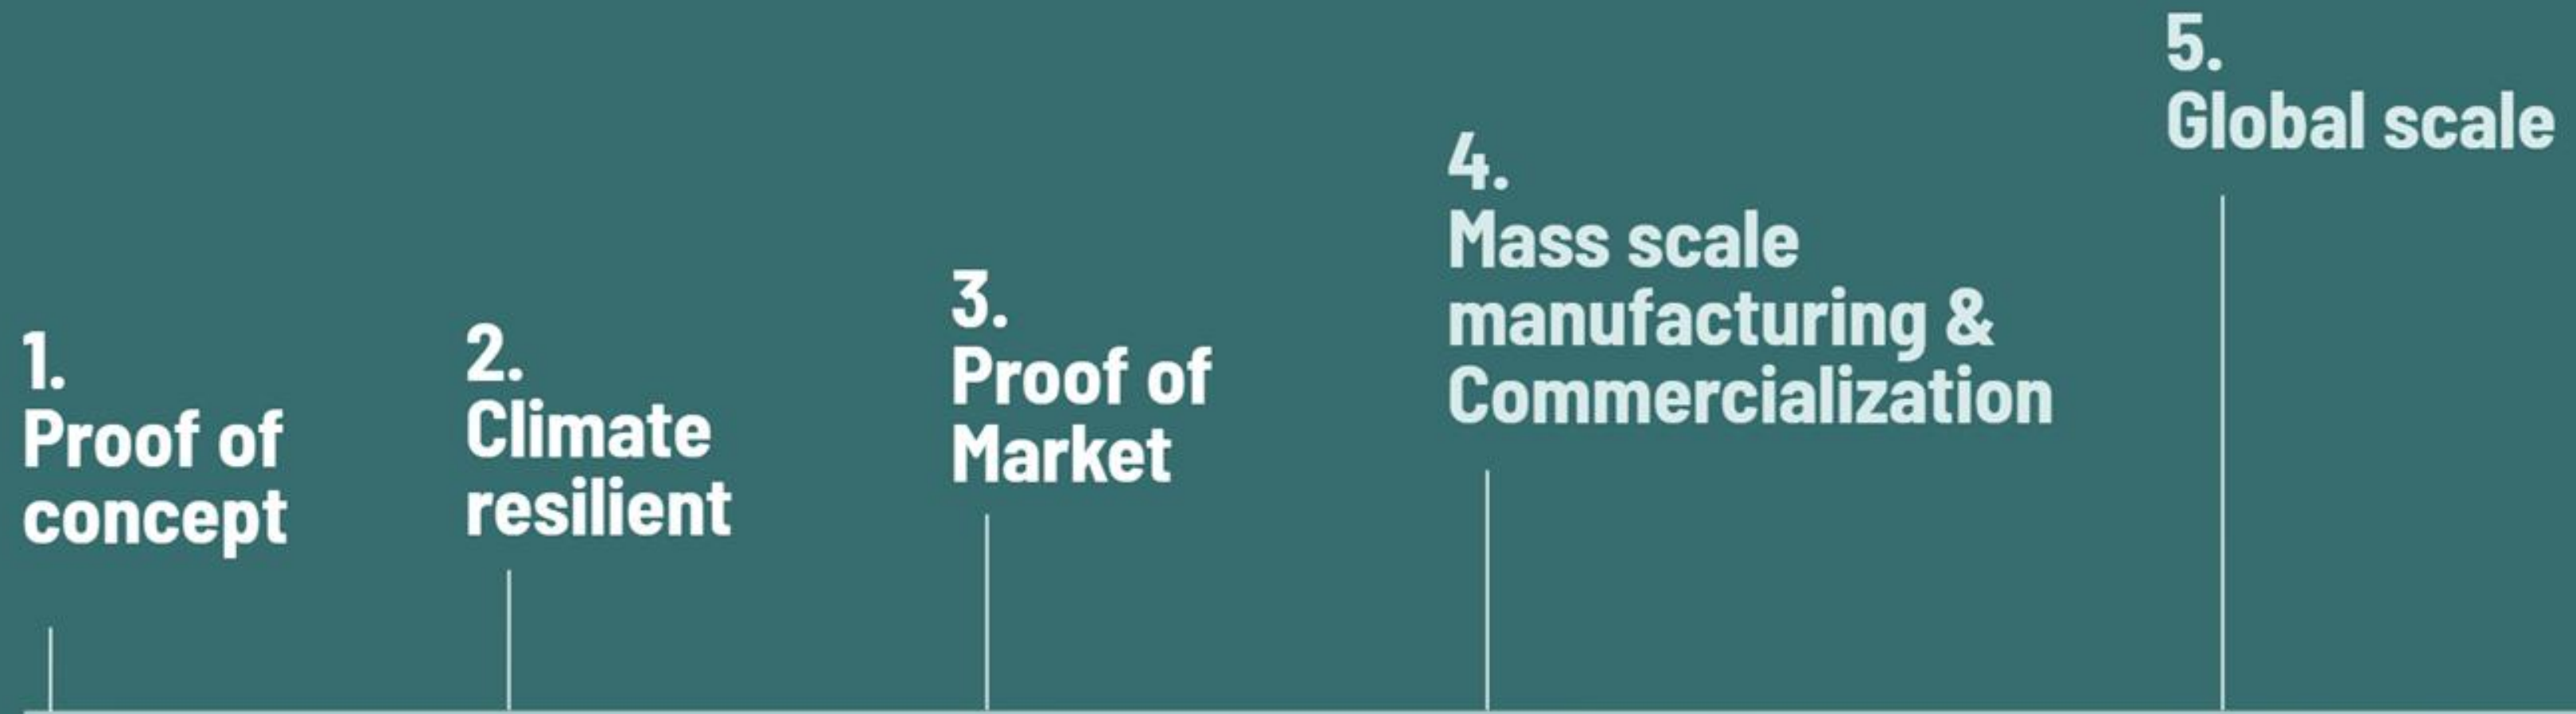 1.
Proof of
concept
2.
Climate
resilient
3.
Proof of
Market
4.
Mass scale
manufacturing &
Commercialization
5.
Global scale